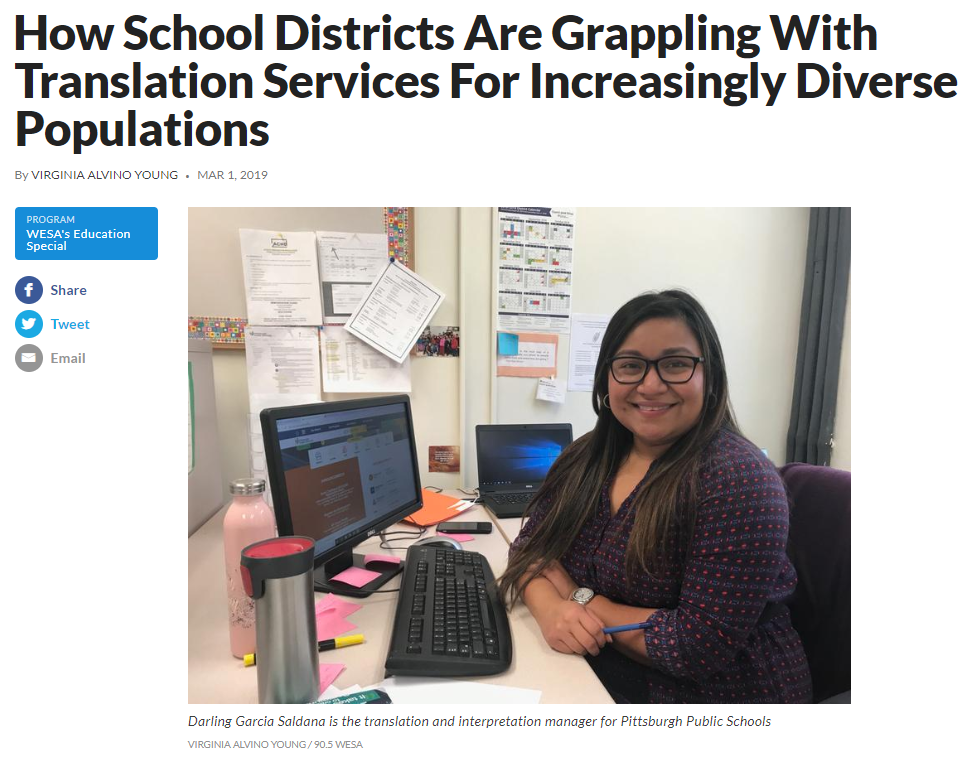 How School Districts Are Grappling With
Translation Services For Increasingly Diverse
Populations
By VIRGINIA ALVINO YOUNG • MAR 1, 2019
PROGRAM
WESA's Education
Special
Share
Tweet
Email
Darling Garcia Saldana is the translation and interpretation manager for Pittsburgh Public Schools
VIRGINIA ALVINO YOUNG / 90.5 WESA